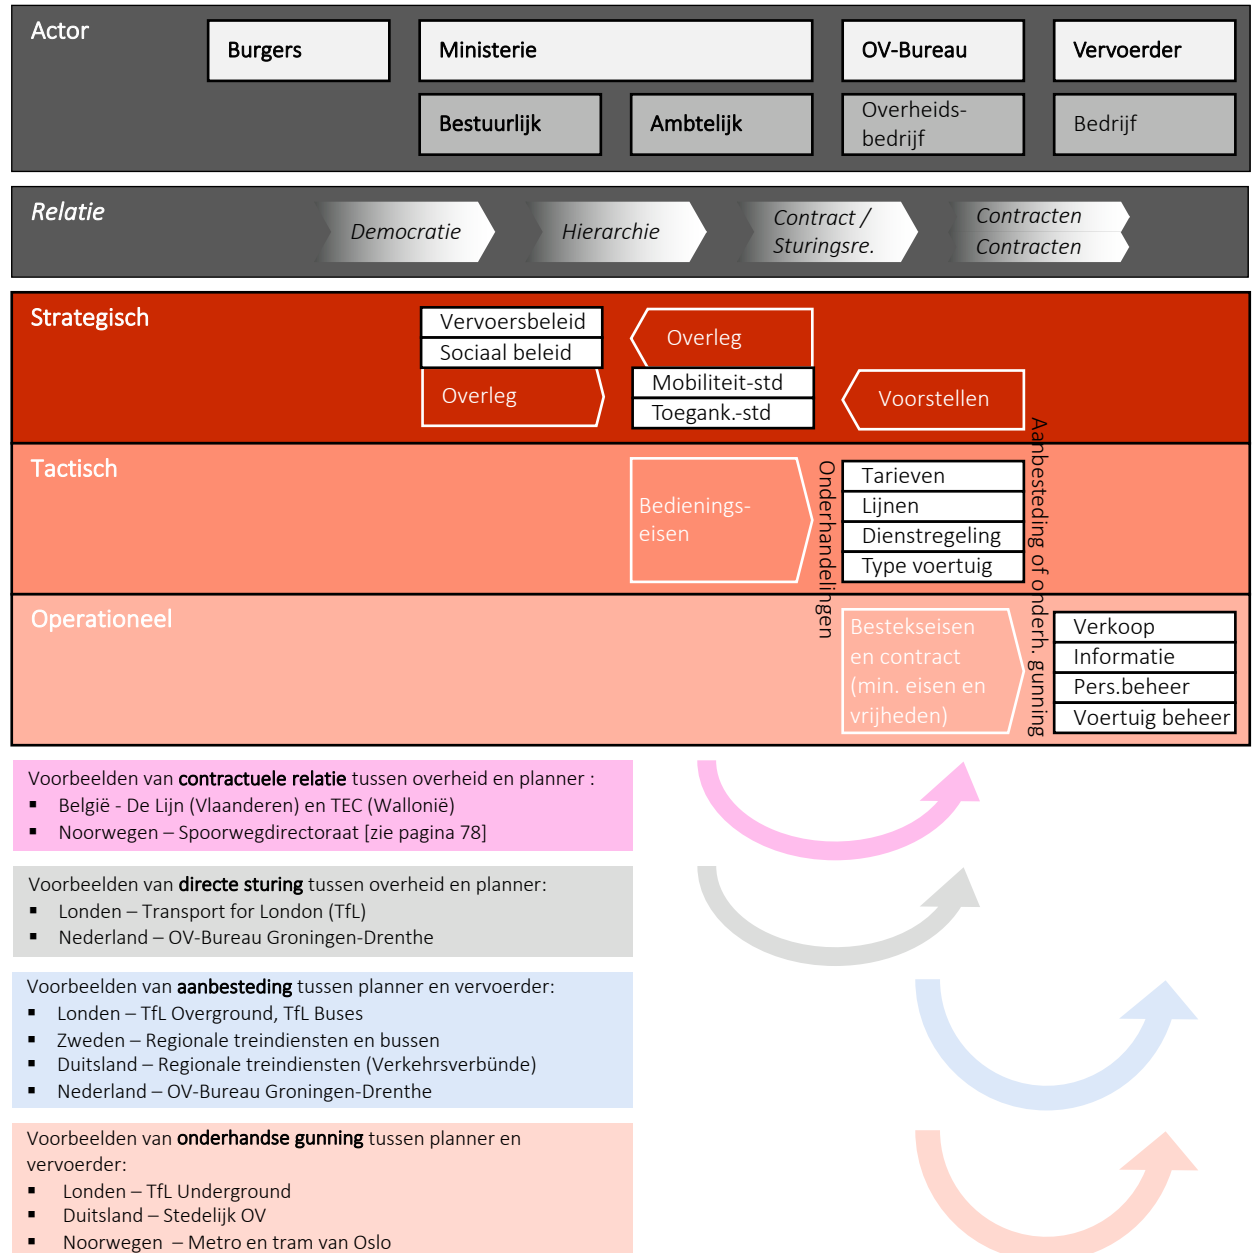 Actor
Burgers
Ministerie
OV-Bureau
Vervoerder
Bestuurlijk
Ambtelijk
Overheids-
bedrijf
Bedrijf
Relatie
Democratie
Hierarchie
Contract /
Sturingsre.
Contracten
Contracten
Strategisch
Vervoersbeleid
Sociaal beleid
Overleg
Overleg
Mobiliteit-std
Toegank.-std
Voorstellen
Tactisch
Bedienings-
eisen
Onderhandelingen
Tarieven
Lijnen
Dienstregeling
Type voertuig
Aanbesteding of onderh. gunning
Operationeel
Bestekseisen
en contract
(min. eisen en
vrijheden)
Verkoop
Informatie
Pers.beheer
Voertuig beheer
Voorbeelden van contractuele relatie tussen overheid en planner :
▪ België - De Lijn (Vlaanderen) en TEC (Wallonië)
▪ Noorwegen – Spoorwegdirectoraat [zie pagina 78]
Voorbeelden van directe sturing tussen overheid en planner:
▪ Londen – Transport for London (TfL)
▪ Nederland – OV-Bureau Groningen-Drenthe
Voorbeelden van aanbesteding tussen planner en vervoerder:
▪ Londen – TfL Overground, TfL Buses
▪ Zweden – Regionale treindiensten en bussen
▪ Duitsland – Regionale treindiensten (Verkehrsverbünde)
▪ Nederland – OV-Bureau Groningen-Drenthe
Voorbeelden van onderhandse gunning tussen planner en
vervoerder:
▪ Londen – TfL Underground
▪ Duitsland – Stedelijk OV
▪ Noorwegen – Metro en tram van Oslo